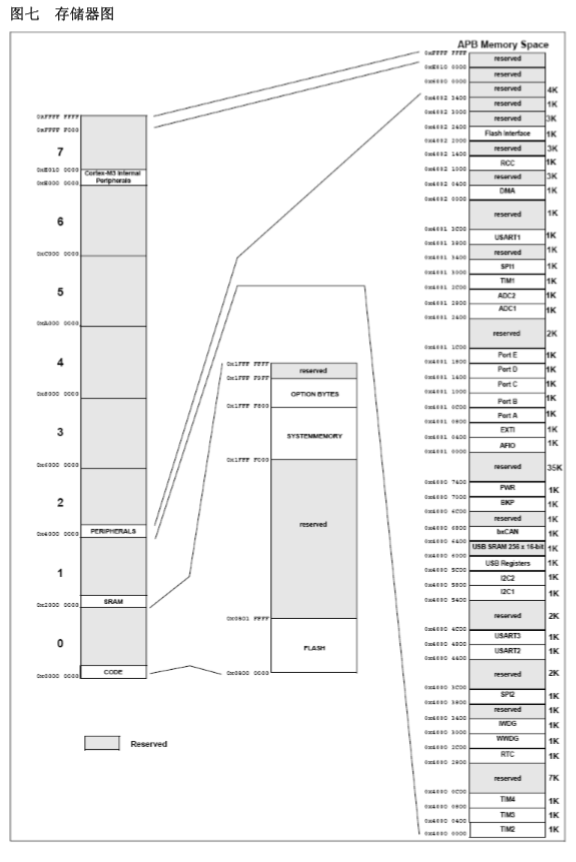 图七 存储器图
APB Memory Space
0xFFFF FFFF
reserved
0xE010 0000
reserved
0x6000 0000
reserved
4K
0x4002 3400
reserved
1K
0x4002 3000
reserved
3K
0x4002 2400
Flash Interface
1K
0x4002 2000
reserved
3K
0x4002 1400
RCC
1K
0x4002 1000
reserved
3K
0x4002 0400
DMA
1K
0x4002 0000
reserved
1K
0x4001 3C00
USART1
1K
0x4001 3800
reserved
1K
0x4001 3400
SPI1
1K
0x4001 3000
TIM1
1K
0x4001 2C00
ADC2
1K
0x4001 2800
ADC1
1K
0x4001 2400
reserved
2K
0x4001 1C00
Port E
1K
0x4001 1800
Port D
1K
0x4001 1400
Port C
1K
0x4001 1000
Port B
1K
0x4001 0C00
Port A
1K
0x4001 0800
EXTI
1K
0x4001 0400
AFIO
1K
0x4001 0000
reserved
35K
0x4000 7400
PWR
1K
0x4000 7000
BKP
1K
0x4000 6C00
reserved
1K
0x4000 6800
bxCAN
1K
0x4000 6400
USB SRAM 256 x 16-bit
1K
0x4000 6000
USB Registers
1K
0x4000 5C00
I2C2
1K
0x4000 5800
I2C1
1K
0x4000 5400
reserved
2K
0x4000 4C00
USART3
1K
0x4000 4800
USART2
1K
0x4000 4400
reserved
2K
0x4000 3C00
SPI2
1K
0x4000 3800
reserved
1K
0x4000 3400
IWDG
1K
0x4000 3000
WWDG
1K
0x4000 2C00
RTC
1K
0x4000 2800
reserved
7K
0x4000 0C00
TIM4
1K
0x4000 0800
TIM3
1K
0x4000 0400
TIM2
1K
0x4000 0000
0xFFFF FFFF
0xFFFF F000
7
0xE010 0000
Cortex-M3 Internal
Peripherals
0xE000 0000
6
0xC000 0000
5
0xA000 0000
4
0x8000 0000
3
0x6000 0000
2
PERIPHERALS
0x4000 0000
1
SRAM
0x2000 0000
0
CODE
0x0000 0000
0x1FFF FFFF
reserved
OPTION BYTES
0x1FFF F800
SYSTEMMEMORY
0x1FFF F000
reserved
0x0801 FFFF
FLASH
0x0800 0000
Reserved